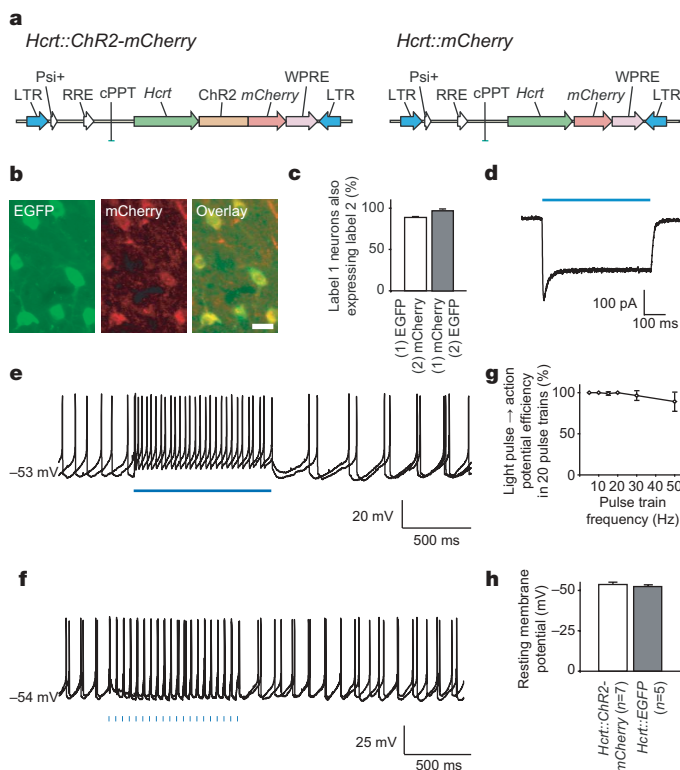 a
Hcrt::ChR2-mCherry
Hcrt::mCherry
Psi+
cPPT
WPRE
LTR
RRE
Hcrt
ChR2
mCherry
LTR
Psi+
cPPT
WPRE
LTR
RRE
Hcrt
mCherry
LTR
b
EGFP
mCherry
Overlay
c
Label 1 neurons also
expressing label 2 (%)
100
50
0
(1) EGFP
(2) mCherry
(1) mCherry
(2) EGFP
d
100 pA
100 ms
e
–53 mV
20 mV
500 ms
g
Light pulse → action
potential efficiency
in 20 pulse trains (%)
100
50
0
10 20 30 40 50
Pulse train
frequency (Hz)
f
–54 mV
25 mV
500 ms
h
Resting membrane
potential (mV)
–50
–25
0
Hcrt::ChR2-
mCherry (n=7)
Hcrt::EGFP
(n=5)